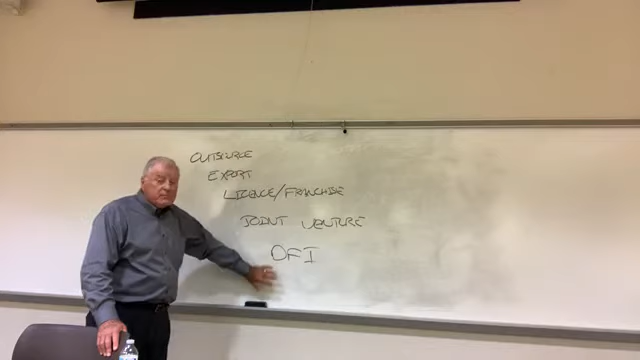 OUTSOURCE
EXPORT
LICENCE/FRANCHISE
JOINT VENTURE
DFI